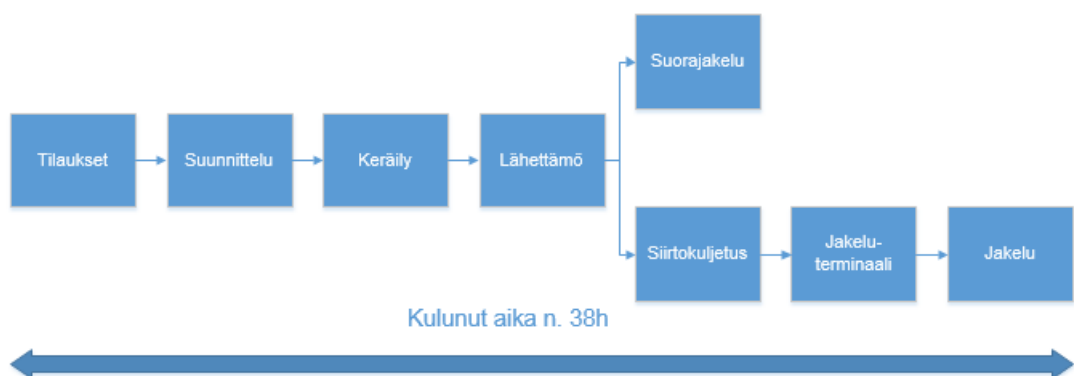 Suorajakelu
Tilaukset
Suunnittelu
Keräily
Lähettämö
Siirtokuljetus
Jakelu-
terminaali
Jakelu
Kulunut aika n. 38h